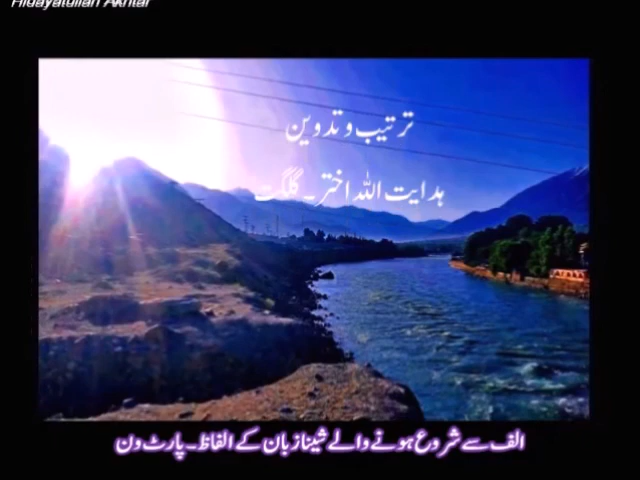 Hidayatullah Akhtar
ترتیب و تدوین
ہدایت اللہ اختر۔ گلگت
الف سے شروع ہونے والے شینا زبان کے الفاظ۔ پارٹ ون